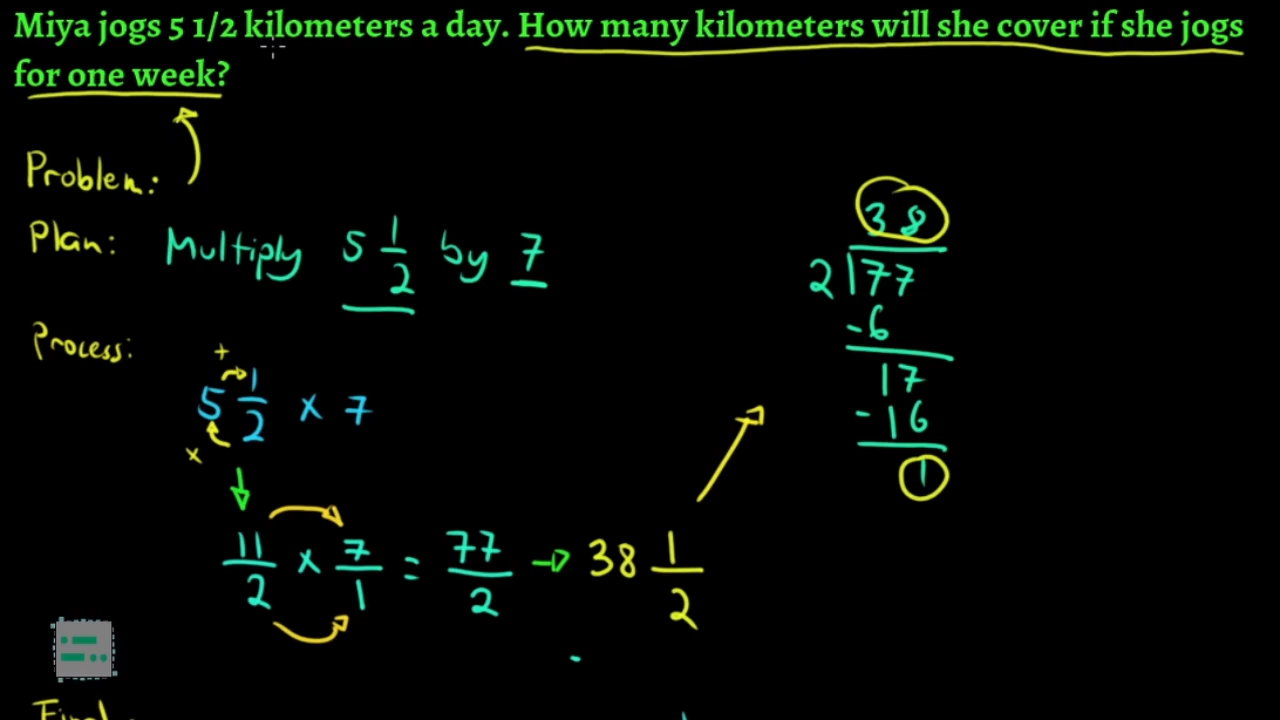 Miya jogs 5 1/2 kilometers a day. How many kilometers will she cover if she jogs
for one week?
Problem:
Plan: Multiply 5 1/2 by 7
Process:
+
5 1/2 x 7
x
11/2 x 7/1 = 77/2 → 38 1/2
38
2 77
-6
17
-16
1
Final